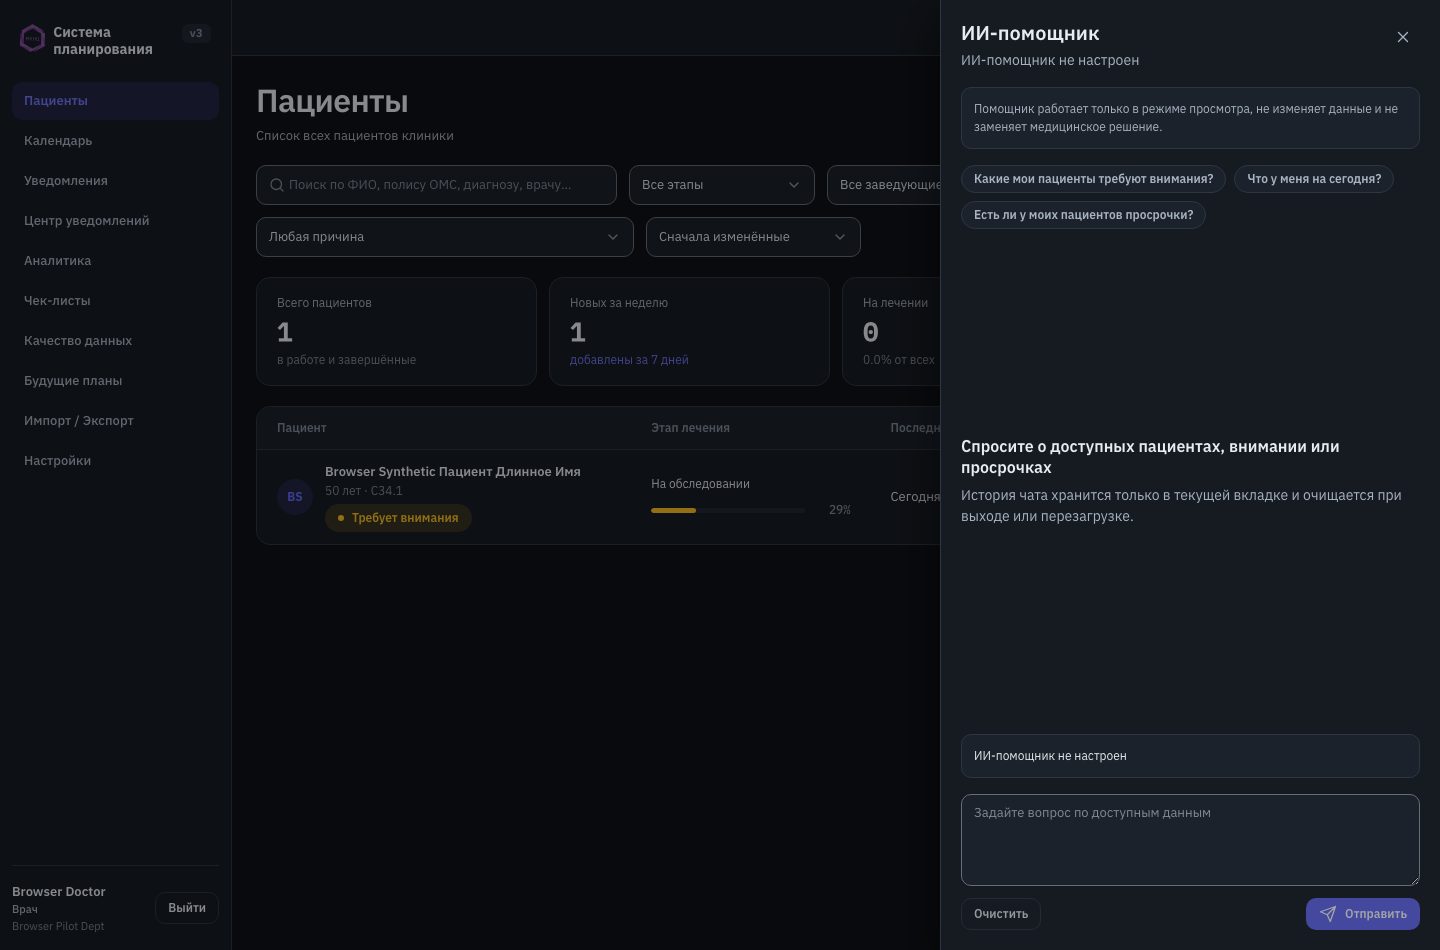 Система
планирования
v3
Пациенты
Календарь
Уведомления
Центр уведомлений
Аналитика
Чек-листы
Качество данных
Будущие планы
Импорт / Экспорт
Настройки
Browser Doctor
Врач
Browser Pilot Dept
Выйти
Пациенты
Список всех пациентов клиники
Поиск по ФИО, полису ОМС, диагнозу, врачу...
Все этапы
Все заведующие
Любая причина
Сначала изменённые
Всего пациентов
1
в работе и завершённые
Новых за неделю
1
добавлены за 7 дней
На лечении
0
0.0% от всех
Пациент
Этап лечения
Browser Synthetic Пациент Длинное Имя
BS
50 лет · C34.1
Требует внимания
На обследовании
29%
Сегодня
ИИ-помощник
ИИ-помощник не настроен
Помощник работает только в режиме просмотра, не изменяет данные и не
заменяет медицинское решение.
Какие мои пациенты требуют внимания?
Что у меня на сегодня?
Есть ли у моих пациентов просрочки?
Спросите о доступных пациентах, внимании или
просрочках
История чата хранится только в текущей вкладке и очищается при
выходе или перезагрузке.
ИИ-помощник не настроен
Задайте вопрос по доступным данным
Очистить
Отправить